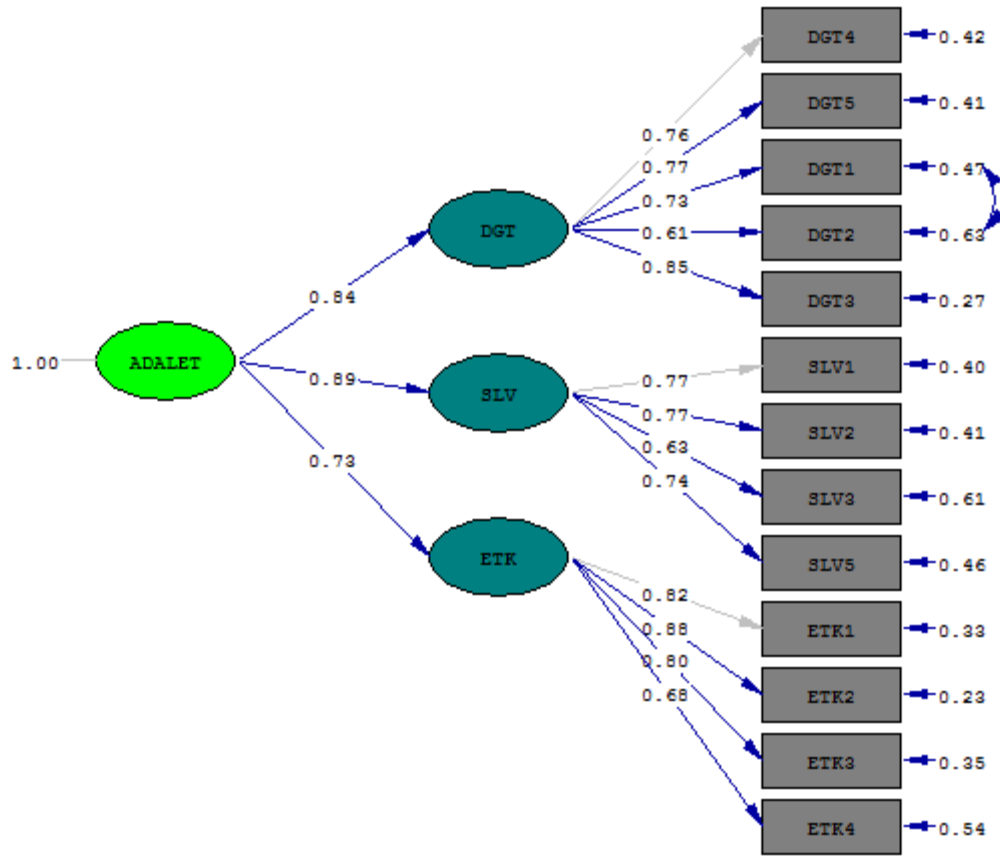 DGT4 0.42
0.76
DGT5 0.41
0.77
DGT1 0.47
0.73
DGT DGT2 0.63
0.61
0.85
DGT3 0.27
0.84
1.00 ADALET
SLV1 0.40
0.77
0.89
SLV
0.77
SLV2 0.41
0.63
0.73
0.74
SLV3 0.61
ETK
SLV5 0.46
0.82
ETK1 0.33
0.88
0.80
0.68
ETK2 0.23
ETK3 0.35
ETK4 0.54